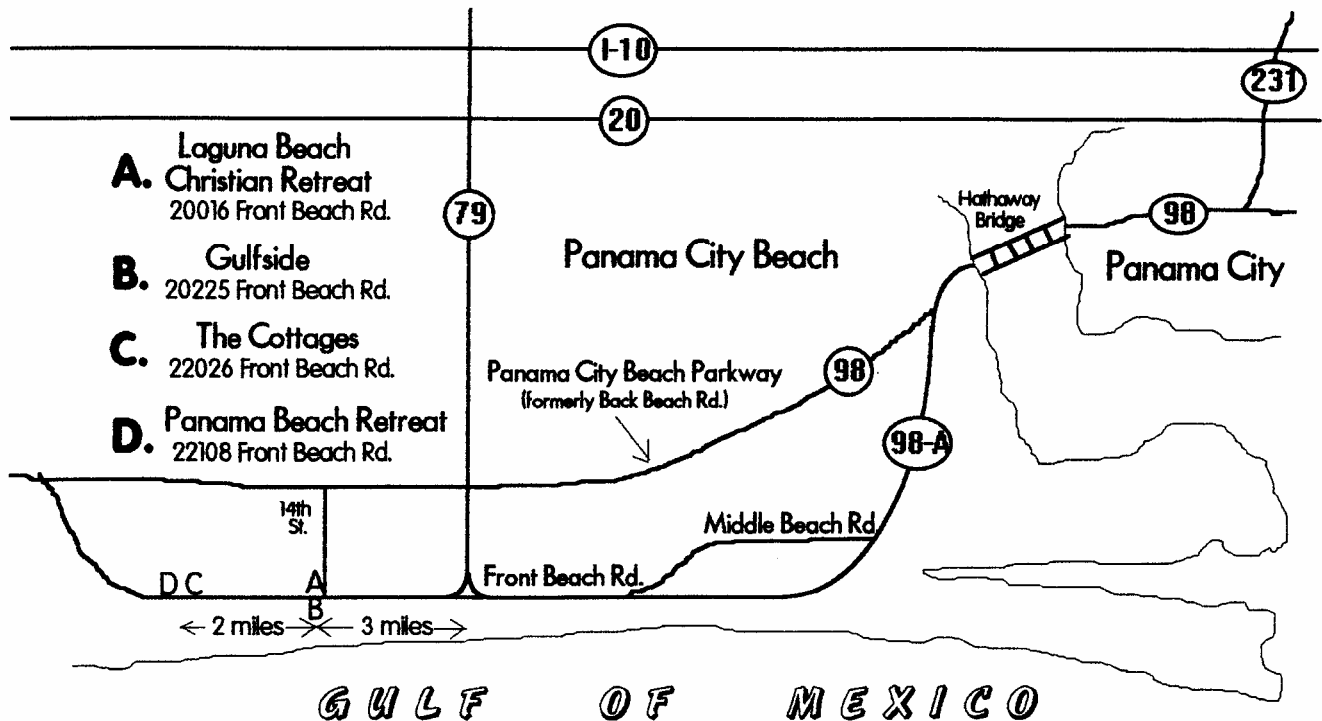 I-10
231
20
A. Laguna Beach
Christian Retreat
20016 Front Beach Rd.
79
Hathaway
Bridge
98
Panama City Beach
Panama City
B. Gulfside
20225 Front Beach Rd.
C. The Cottages
22026 Front Beach Rd.
Panama City Beach Parkway
(formerly Back Beach Rd.)
98
D. Panama Beach Retreat
22108 Front Beach Rd.
98-A
14th
St.
Middle Beach Rd.
D C
A
Front Beach Rd.
B
2 miles
3 miles
GULF OF MEXICO